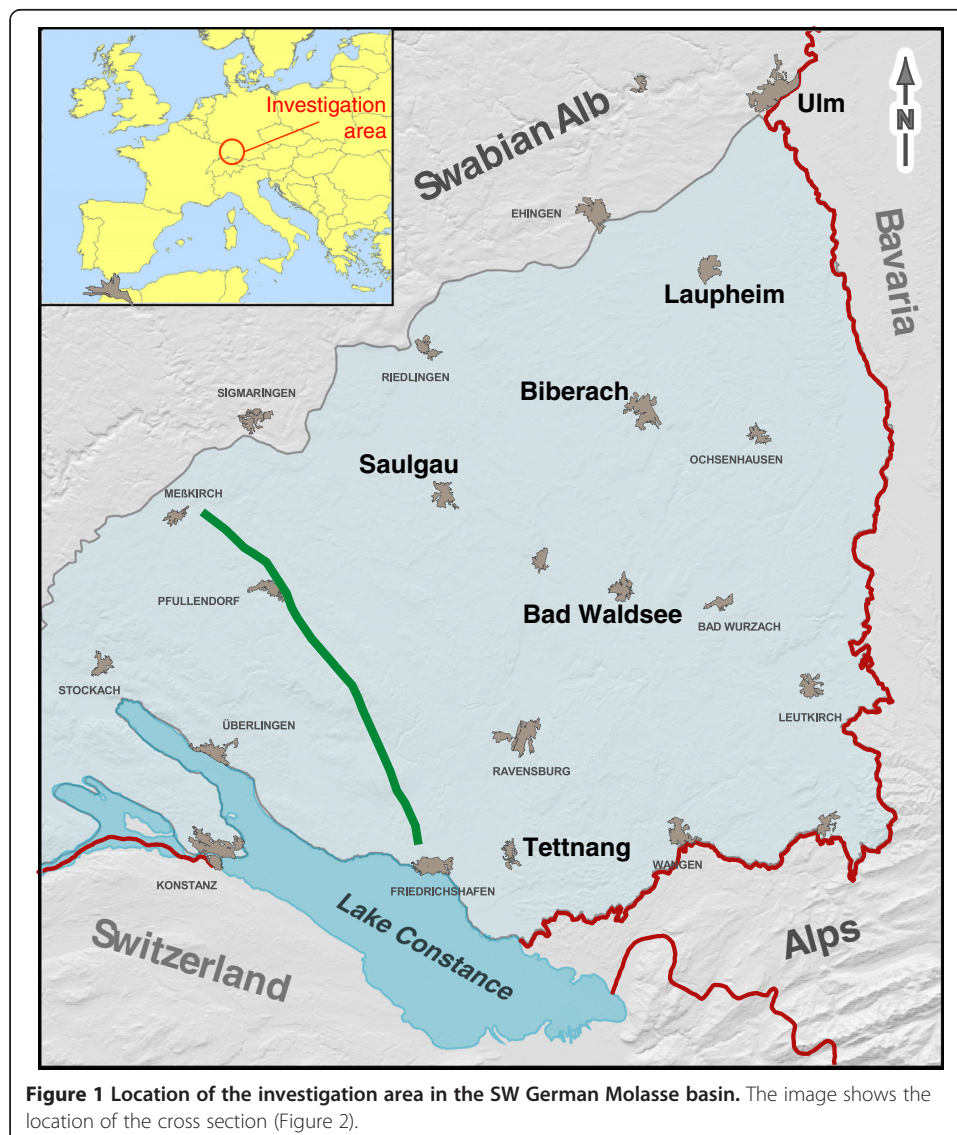 Investigation
area
Swabian Alb
Ulm
N
EHINGEN
Bavaria
Laupheim
RIEDLINGEN
Biberach
SIGMARINGEN
OCHSENHAUSEN
Saulgau
MEßKIRCH
PFULLENDORF
Bad Waldsee
BAD WURZACH
STOCKACH
LEUTKIRCH
ÜBERLINGEN
RAVENSBURG
Tettnang
WANGEN
KONSTANZ
FRIEDRICHSHAFEN
Lake Constance
Alps
Switzerland
Figure 1 Location of the investigation area in the SW German Molasse basin. The image shows the
location of the cross section (Figure 2).